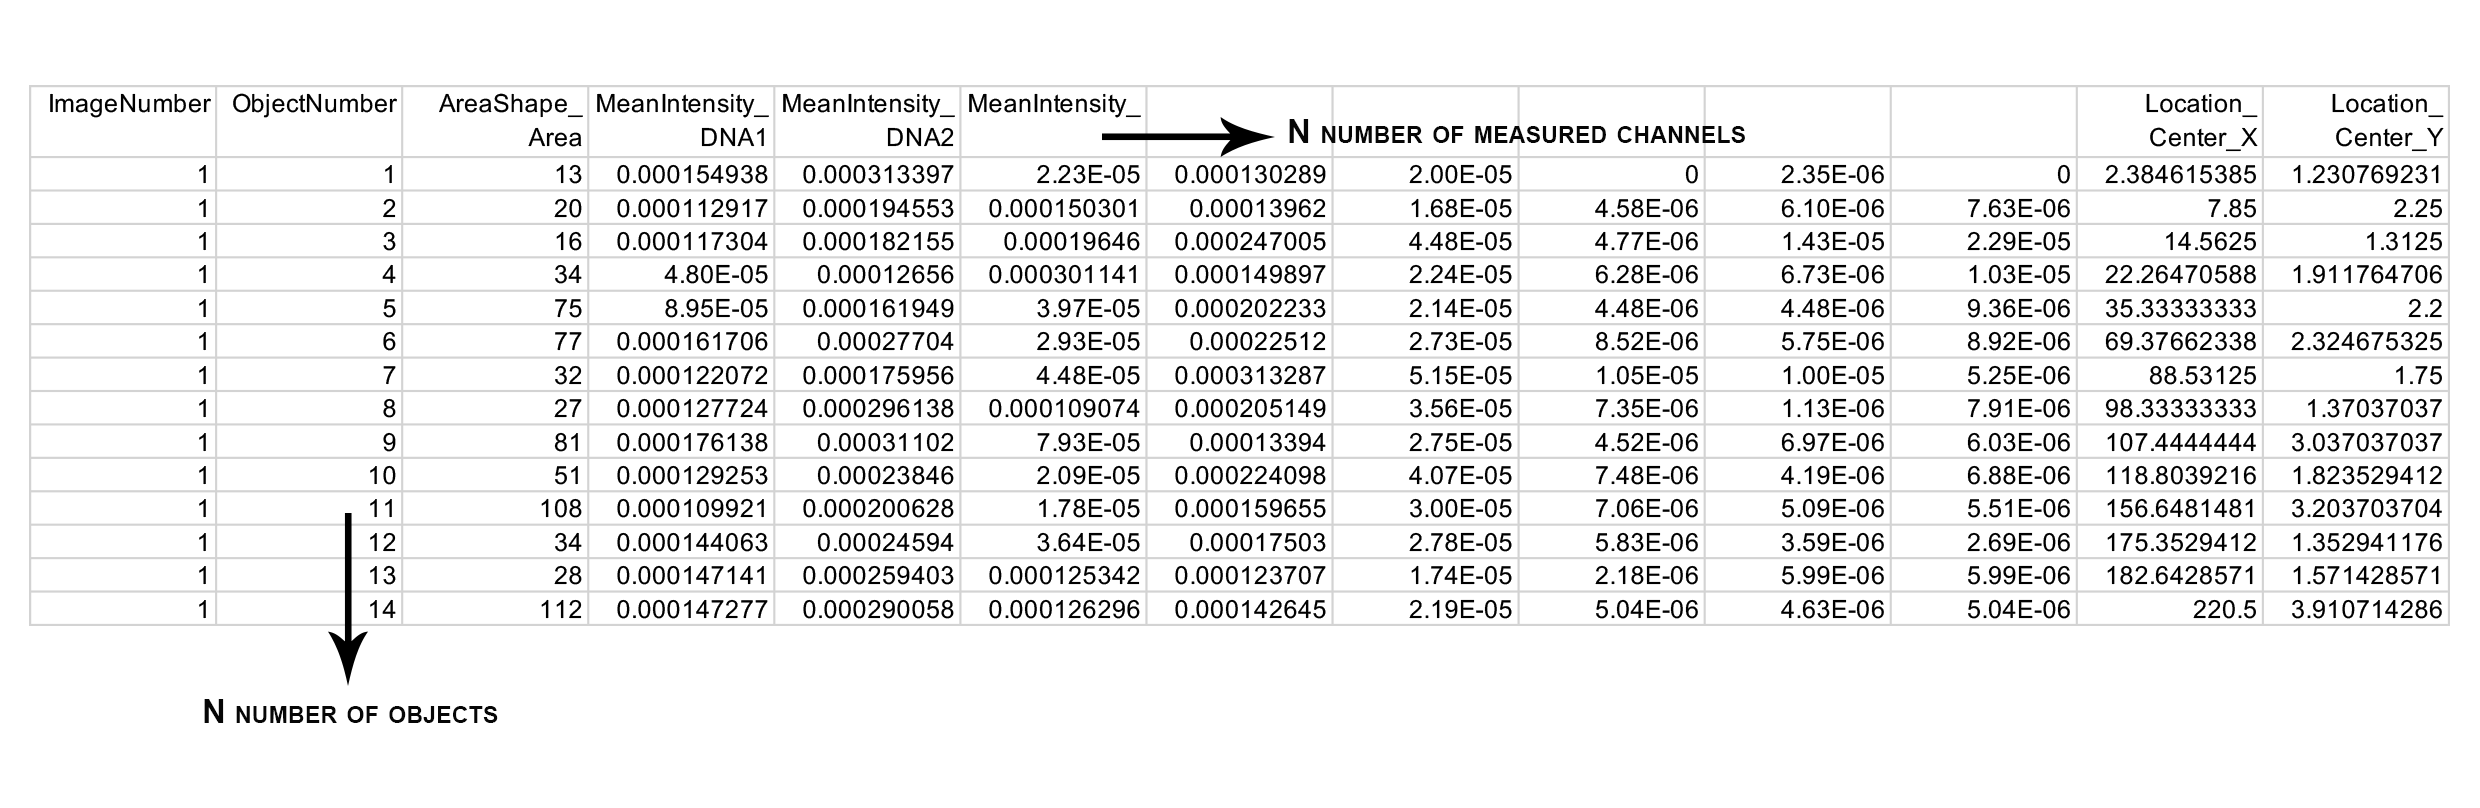 ImageNumber ObjectNumber AreaShape_ MeanIntensity_ MeanIntensity_ MeanIntensity_ Location_ Location_
Area DNA1 DNA2 N NUMBER OF MEASURED CHANNELS Center_X Center_Y
1 1 13 0.000154938 0.000313397 2.23E-05 0.000130289 2.00E-05 0 2.35E-06 0 2.384615385 1.230769231
1 2 20 0.000112917 0.000194553 0.000150301 0.00013962 1.68E-05 4.58E-06 6.10E-06 7.63E-06 7.85 2.25
1 3 16 0.000117304 0.000182155 0.00019646 0.000247005 4.48E-05 4.77E-06 1.43E-05 2.29E-05 14.5625 1.3125
1 4 34 4.80E-05 0.00012656 0.000301141 0.000149897 2.24E-05 6.28E-06 6.73E-06 1.03E-05 22.26470588 1.911764706
1 5 75 8.95E-05 0.000161949 3.97E-05 0.000202233 2.14E-05 4.48E-06 4.48E-06 9.36E-06 35.33333333 2.2
1 6 77 0.000161706 0.00027704 2.93E-05 0.00022512 2.73E-05 8.52E-06 5.75E-06 8.92E-06 69.37662338 2.324675325
1 7 32 0.000122072 0.000175956 4.48E-05 0.000313287 5.15E-05 1.05E-05 1.00E-05 5.25E-06 88.53125 1.75
1 8 27 0.000127724 0.000296138 0.000109074 0.000205149 3.56E-05 7.35E-06 1.13E-06 7.91E-06 98.33333333 1.37037037
1 9 81 0.000176138 0.00031102 7.93E-05 0.00013394 2.75E-05 4.52E-06 6.97E-06 6.03E-06 107.4444444 3.037037037
1 10 51 0.000129253 0.00023846 2.09E-05 0.000224098 4.07E-05 7.48E-06 4.19E-06 6.88E-06 118.8039216 1.823529412
1 11 108 0.000109921 0.000200628 1.78E-05 0.000159655 3.00E-05 7.06E-06 5.09E-06 5.51E-06 156.6481481 3.203703704
1 12 34 0.000144063 0.00024594 3.64E-05 0.00017503 2.78E-05 5.83E-06 3.59E-06 2.69E-06 175.3529412 1.352941176
1 13 28 0.000147141 0.000259403 0.000125342 0.000123707 1.74E-05 2.18E-06 5.99E-06 5.99E-06 182.6428571 1.571428571
1 14 112 0.000147277 0.000290058 0.000126296 0.000142645 2.19E-05 5.04E-06 4.63E-06 5.04E-06 220.5 3.910714286
N NUMBER OF OBJECTS